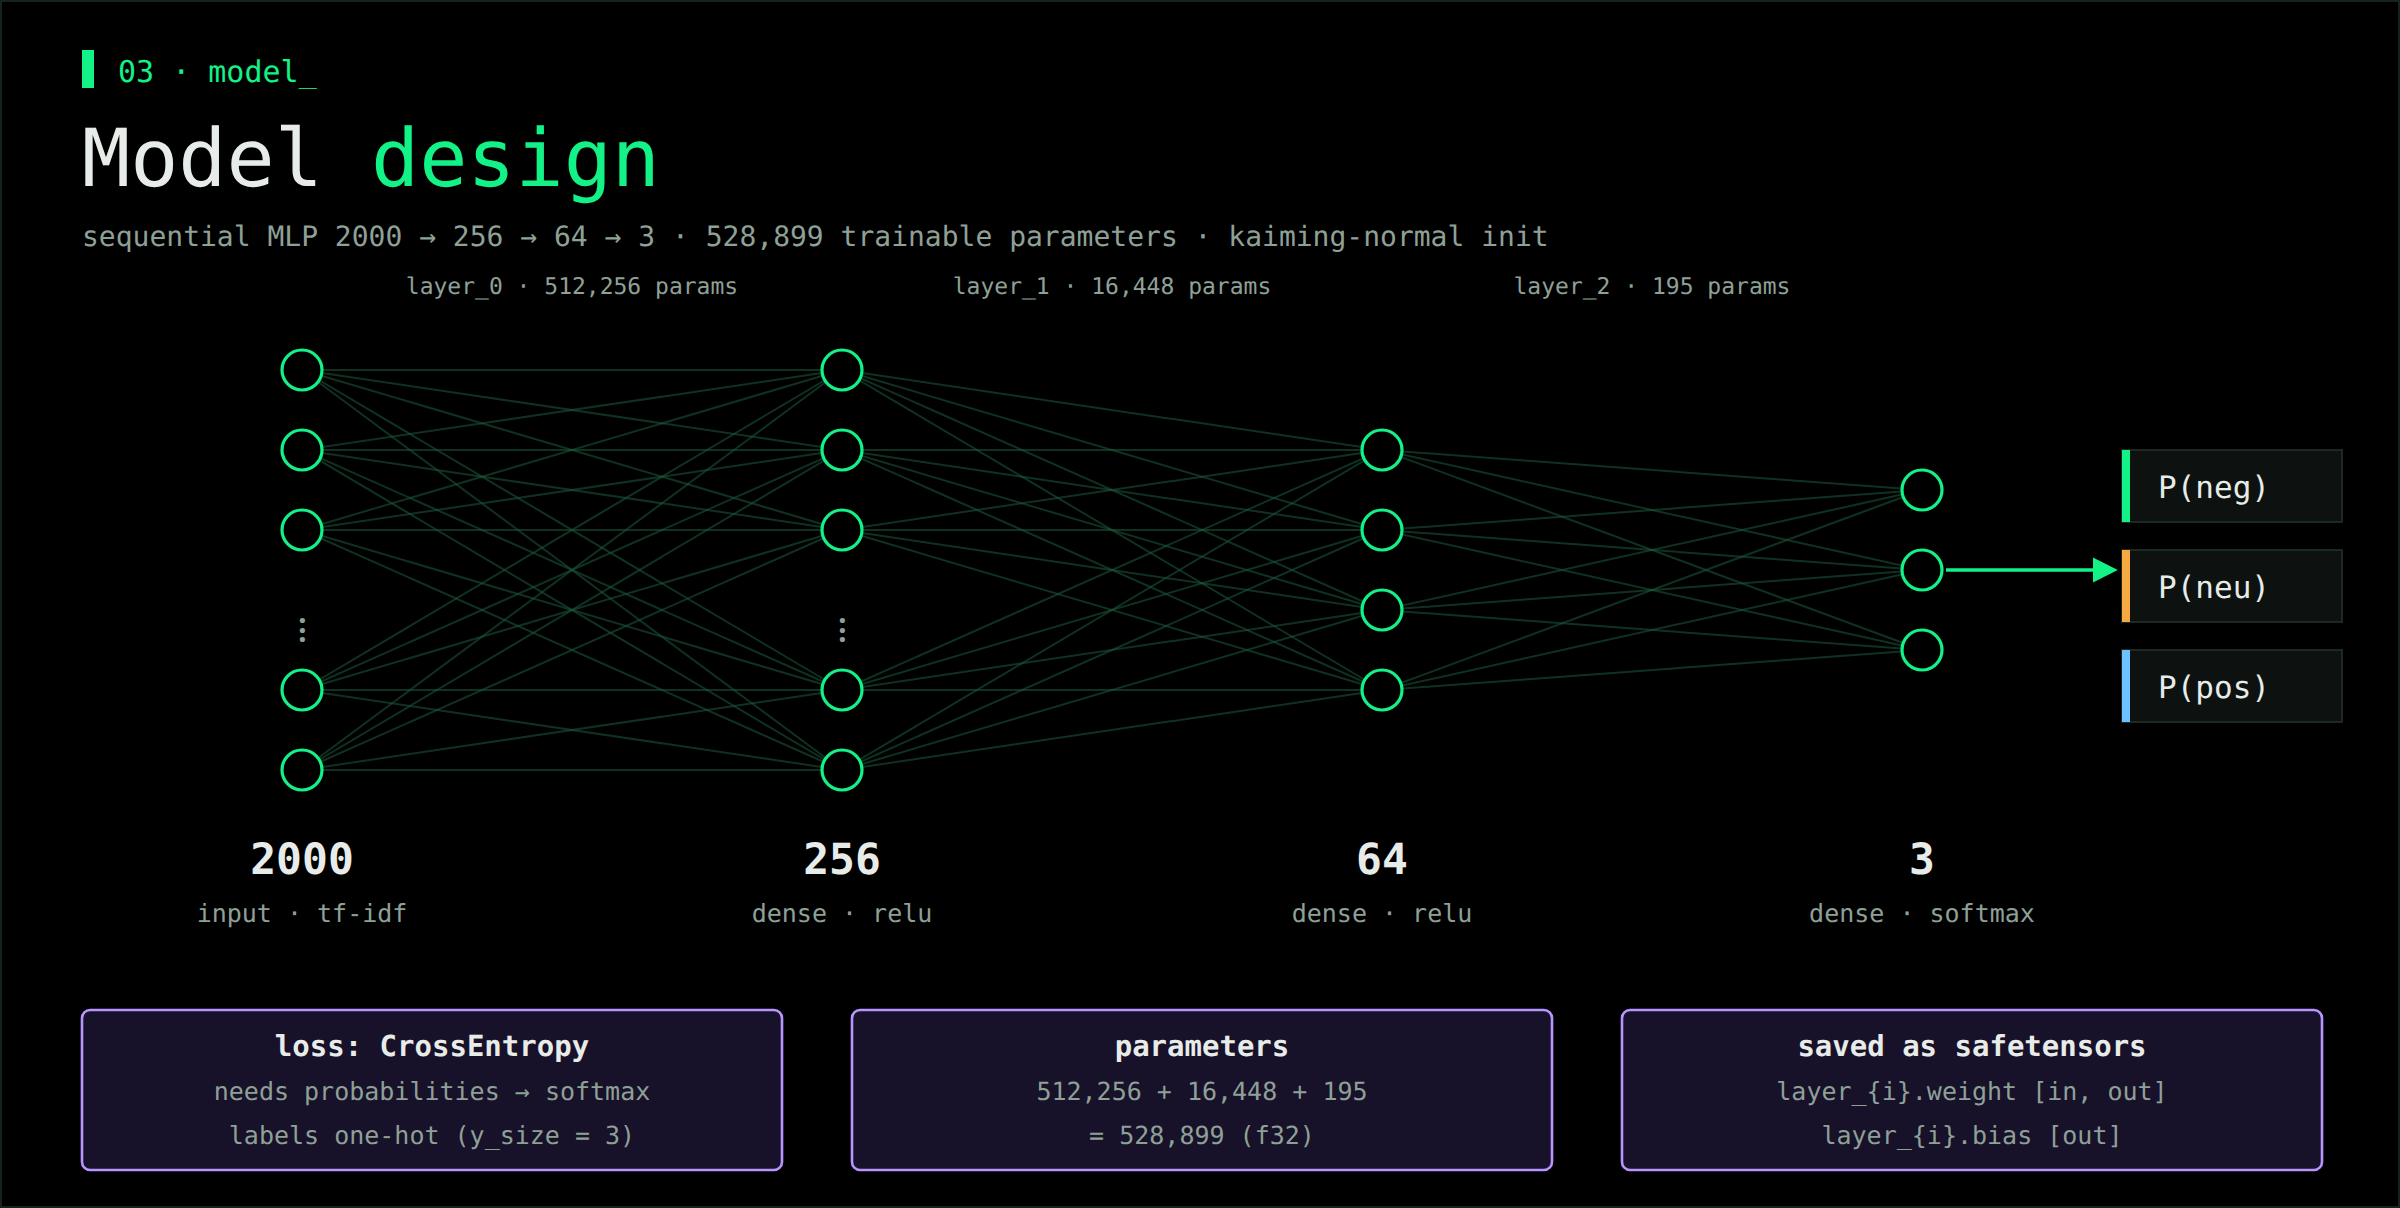 03 · model_
Model design
sequential MLP 2000 → 256 → 64 → 3 · 528,899 trainable parameters · kaiming-normal init
layer_0 · 512,256 params
layer_1 · 16,448 params
layer_2 · 195 params
⋮
⋮
P(neg)
P(neu)
P(pos)
2000
input · tf-idf
256
dense · relu
64
dense · relu
3
dense · softmax
loss: CrossEntropy
needs probabilities → softmax
labels one-hot (y_size = 3)
parameters
512,256 + 16,448 + 195
= 528,899 (f32)
saved as safetensors
layer_{i}.weight [in, out]
layer_{i}.bias [out]